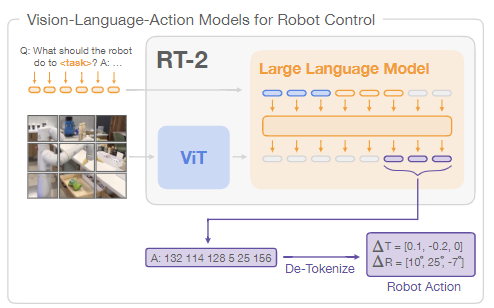 Vision-Language-Action Models for Robot Control
Q: What should the robot
do to <task>? A: ...
RT-2
Large Language Model
ViT
A: 132 114 128 5 25 156
De-Tokenize
ΔT = [0.1, -0.2, 0]
ΔR = [10°, 25°, -7°]
Robot Action